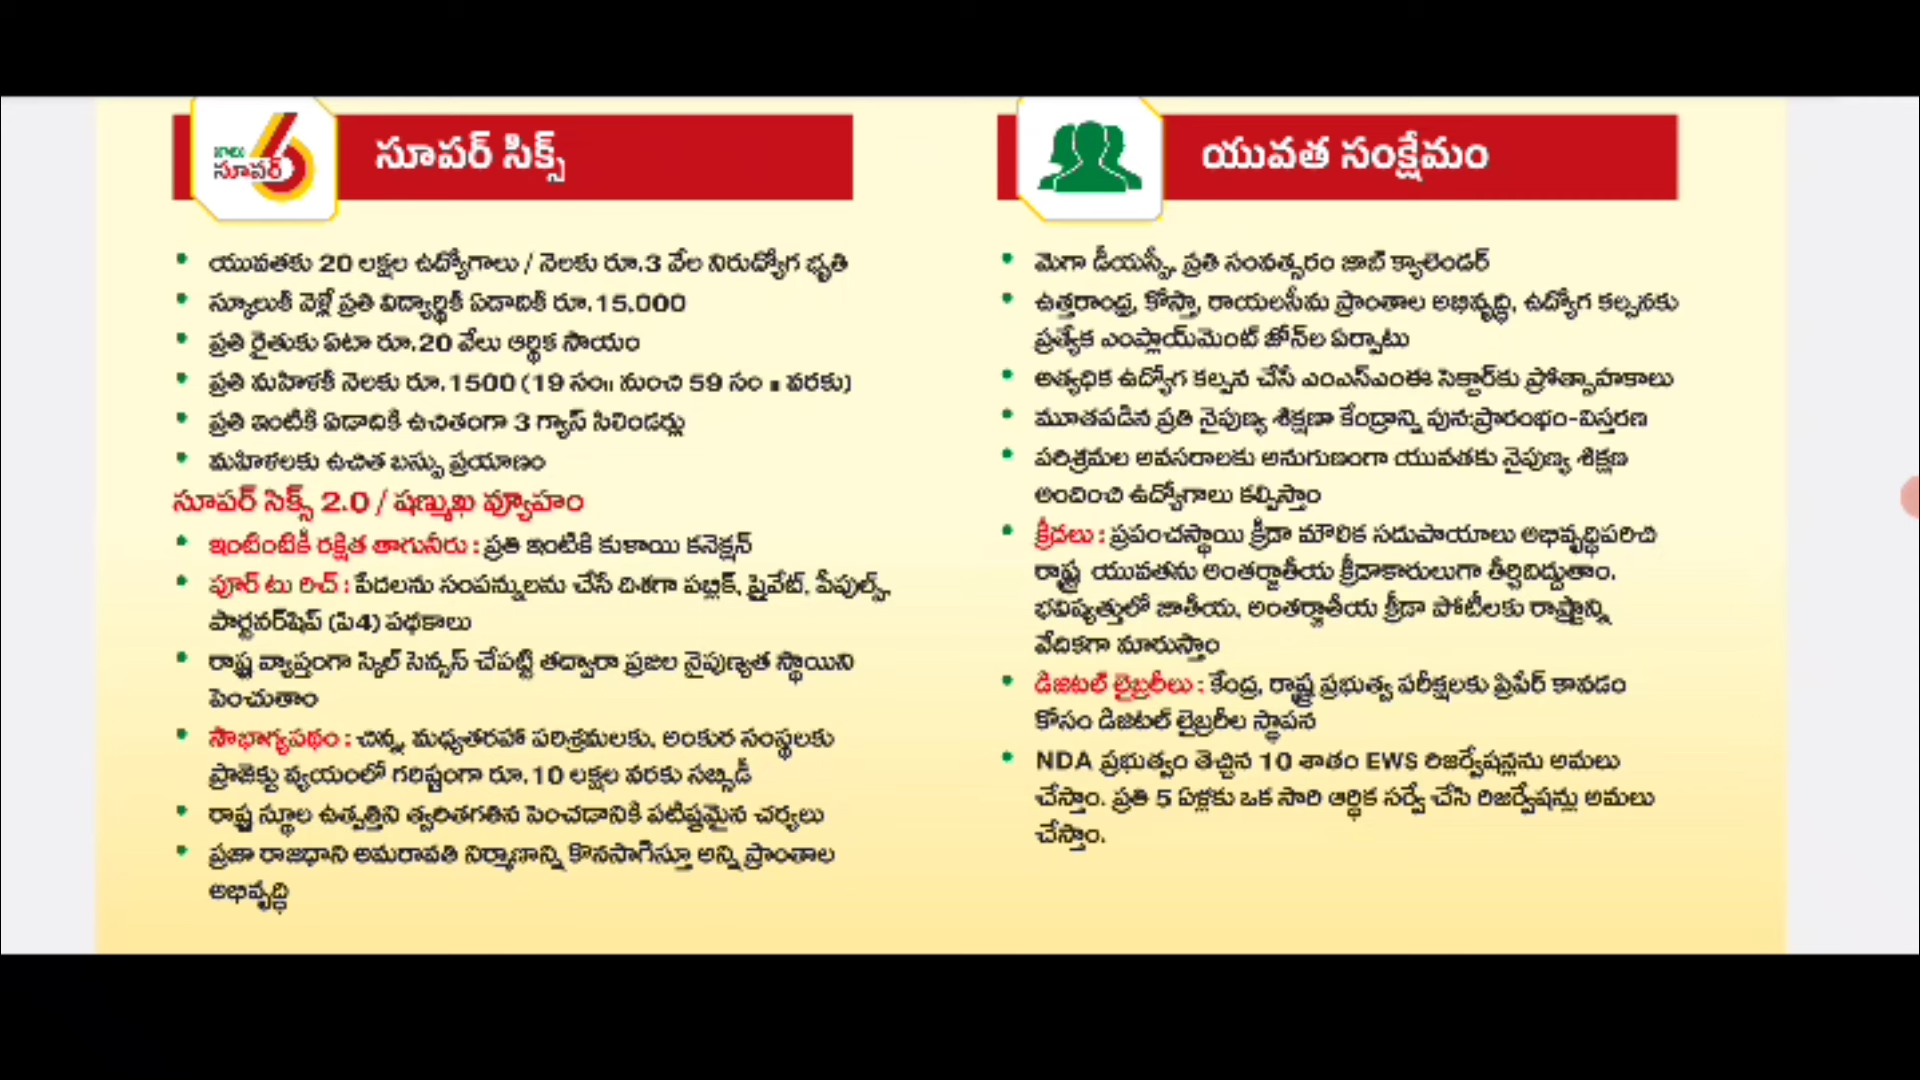 బాబు
సూపర్ 6
సూపర్ సిక్స్
యువతకు 20 లక్షల ఉద్యోగాలు / నెలకు రూ.3 వేల నిరుద్యోగ భృతి
స్కూలుకే వెళ్లే ప్రతి విద్యార్థికీ ఏడాదికి రూ.15,000
ప్రతి రైతుకు ఏటా రూ.20 వేలు ఆర్థిక సాయం
ప్రతి మహిళకీ నెలకు రూ.1500 (19 సం॥ నుంచి 59 సం ॥ వరకు)
ప్రతి ఇంటికి ఏడాదికి ఉచితంగా 3 గ్యాస్ సిలిండర్లు
మహిళలకు ఉచిత బస్సు ప్రయాణం
సూపర్ సిక్స్ 2.0 / షణ్ముఖ వ్యూహం
ఇంటింటికీ రక్షిత తాగునీరు : ప్రతి ఇంటికి కుళాయి కనెక్షన్
పూర్ టు రిచ్ : పేదలను సంపన్నులను చేసే దిశగా పబ్లిక్, ప్రైవేట్, పీపుల్స్,
పార్టనర్‌షిప్ (పి4) పథకాలు
రాష్ట్ర వ్యాప్తంగా స్కిల్ సెన్సస్ చేపట్టి తద్వారా ప్రజల నైపుణ్యత స్థాయిని
పెంచుతాం
సౌభాగ్యపథం : చిన్న, మధ్యతరహా పరిశ్రమలకు, అంకుర సంస్థలకు
ప్రాజెక్టు వ్యయంలో గరిష్టంగా రూ.10 లక్షల వరకు సబ్సిడీ
రాష్ట్ర స్థూల ఉత్పత్తిని త్వరితగతిన పెంచడానికి పటిష్టమైన చర్యలు
ప్రజా రాజధాని అమరావతి నిర్మాణాన్ని కొనసాగిస్తూ అన్ని ప్రాంతాల
అభివృద్ధి
యువత సంక్షేమం
మెగా డీయస్సీ, ప్రతి సంవత్సరం జాబ్ క్యాలెండర్
ఉత్తరాంధ్ర, కోస్తా, రాయలసీమ ప్రాంతాల అభివృద్ధి, ఉద్యోగ కల్పనకు
ప్రత్యేక ఎంప్లాయ్‌మెంట్ జోన్‌ల ఏర్పాటు
అత్యధిక ఉద్యోగ కల్పన చేసే ఎంఎస్ఎంఈ సెక్టార్‌కు ప్రోత్సాహకాలు
మూతపడిన ప్రతి నైపుణ్య శిక్షణా కేంద్రాన్ని పునఃప్రారంభం-విస్తరణ
పరిశ్రమల అవసరాలకు అనుగుణంగా యువతకు నైపుణ్య శిక్షణ
అందించి ఉద్యోగాలు కల్పిస్తాం
క్రీడలు : ప్రపంచస్థాయి క్రీడా మౌలిక సదుపాయాలు అభివృద్ధిపరిచి
రాష్ట్ర యువతను అంతర్జాతీయ క్రీడాకారులుగా తీర్చిదిద్దుతాం.
భవిష్యత్తులో జాతీయ, అంతర్జాతీయ క్రీడా పోటీలకు రాష్ట్రాన్ని
వేదికగా మారుస్తాం
డిజిటల్ లైబ్రరీలు : కేంద్ర, రాష్ట్ర ప్రభుత్వ పరీక్షలకు ప్రిపేర్ కావడం
కోసం డిజిటల్ లైబ్రరీల స్థాపన
NDA ప్రభుత్వం తెచ్చిన 10 శాతం EWS రిజర్వేషన్లను అమలు
చేస్తాం. ప్రతి 5 ఏళ్లకు ఒక సారి ఆర్థిక సర్వే చేసి రిజర్వేషన్లు అమలు
చేస్తాం.